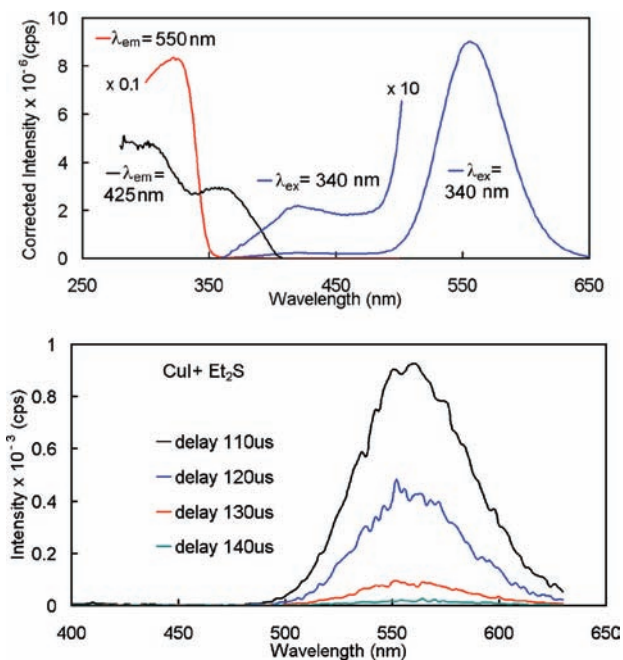 Corrected Intensity x 10⁻⁶ (cps)
10
8
6
4
2
0
λem = 550 nm
x 0.1
λem =
425nm
λex = 340 nm
x 10
λex =
340 nm
250
350
450
550
650
Wavelength (nm)
Intensity x 10⁻³ (cps)
1
0.8
0.6
0.4
0.2
0
CuI+ Et₂S
delay 110us
delay 120us
delay 130us
delay 140us
400
450
500
550
600
650
Wavelength (nm)